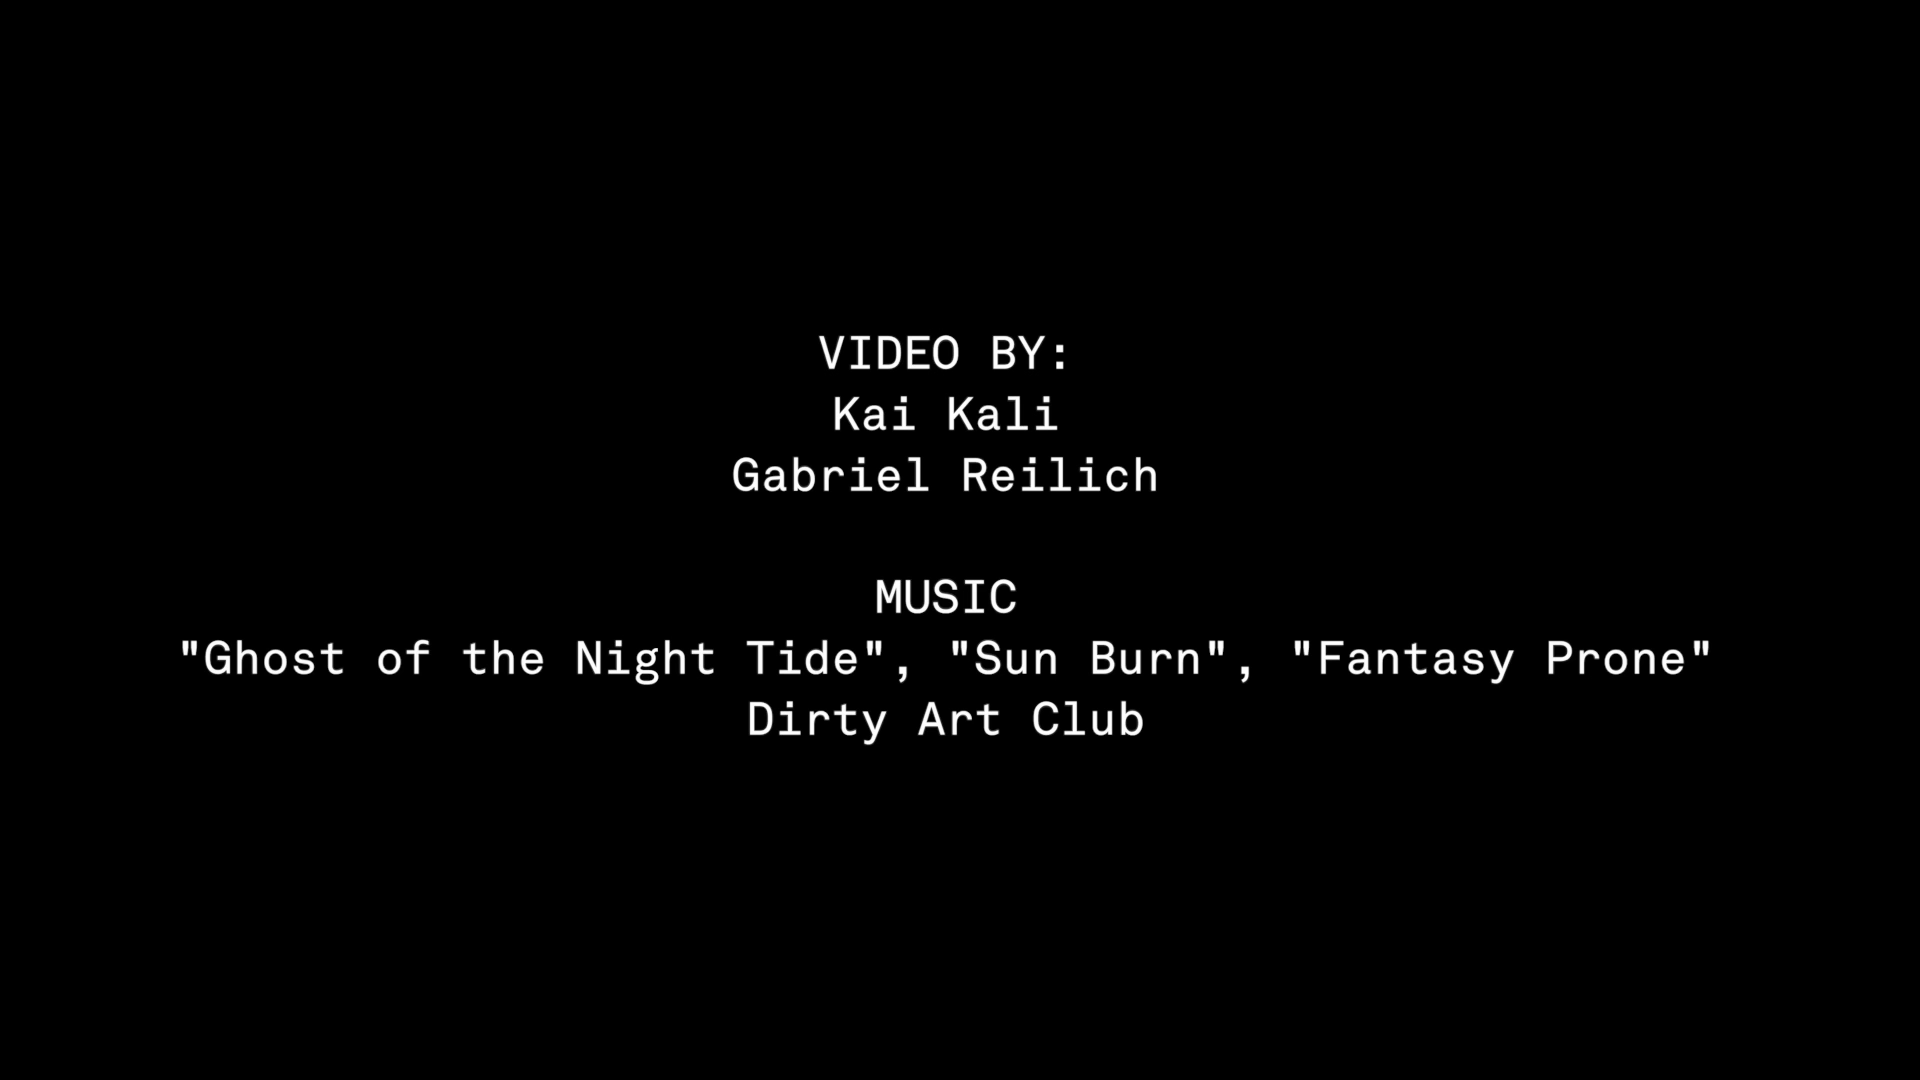 VIDEO BY:
Kai Kali
Gabriel Reilich
MUSIC
"Ghost of the Night Tide", "Sun Burn", "Fantasy Prone"
Dirty Art Club